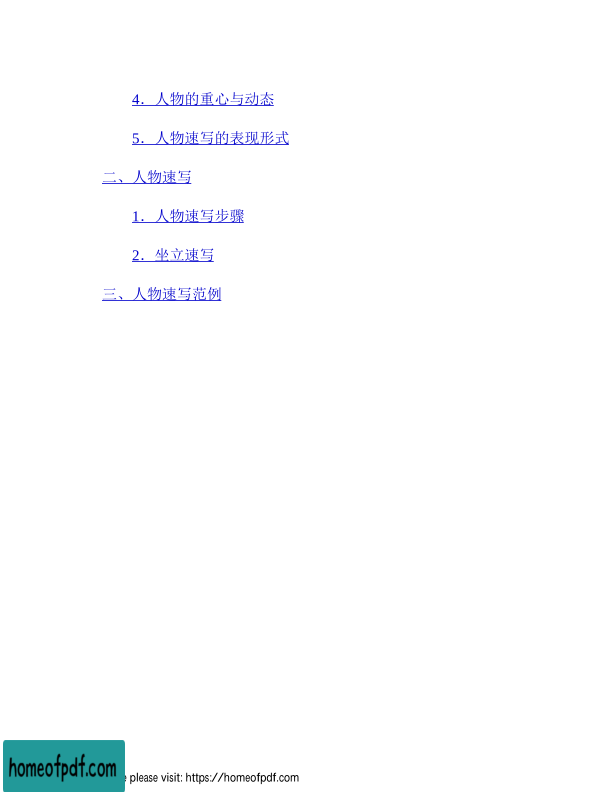 4．人物的重心与动态
5．人物速写的表现形式
二、人物速写
1．人物速写步骤
2．坐立速写
三、人物速写范例
homeofpdf.com
please visit: https://homeofpdf.com